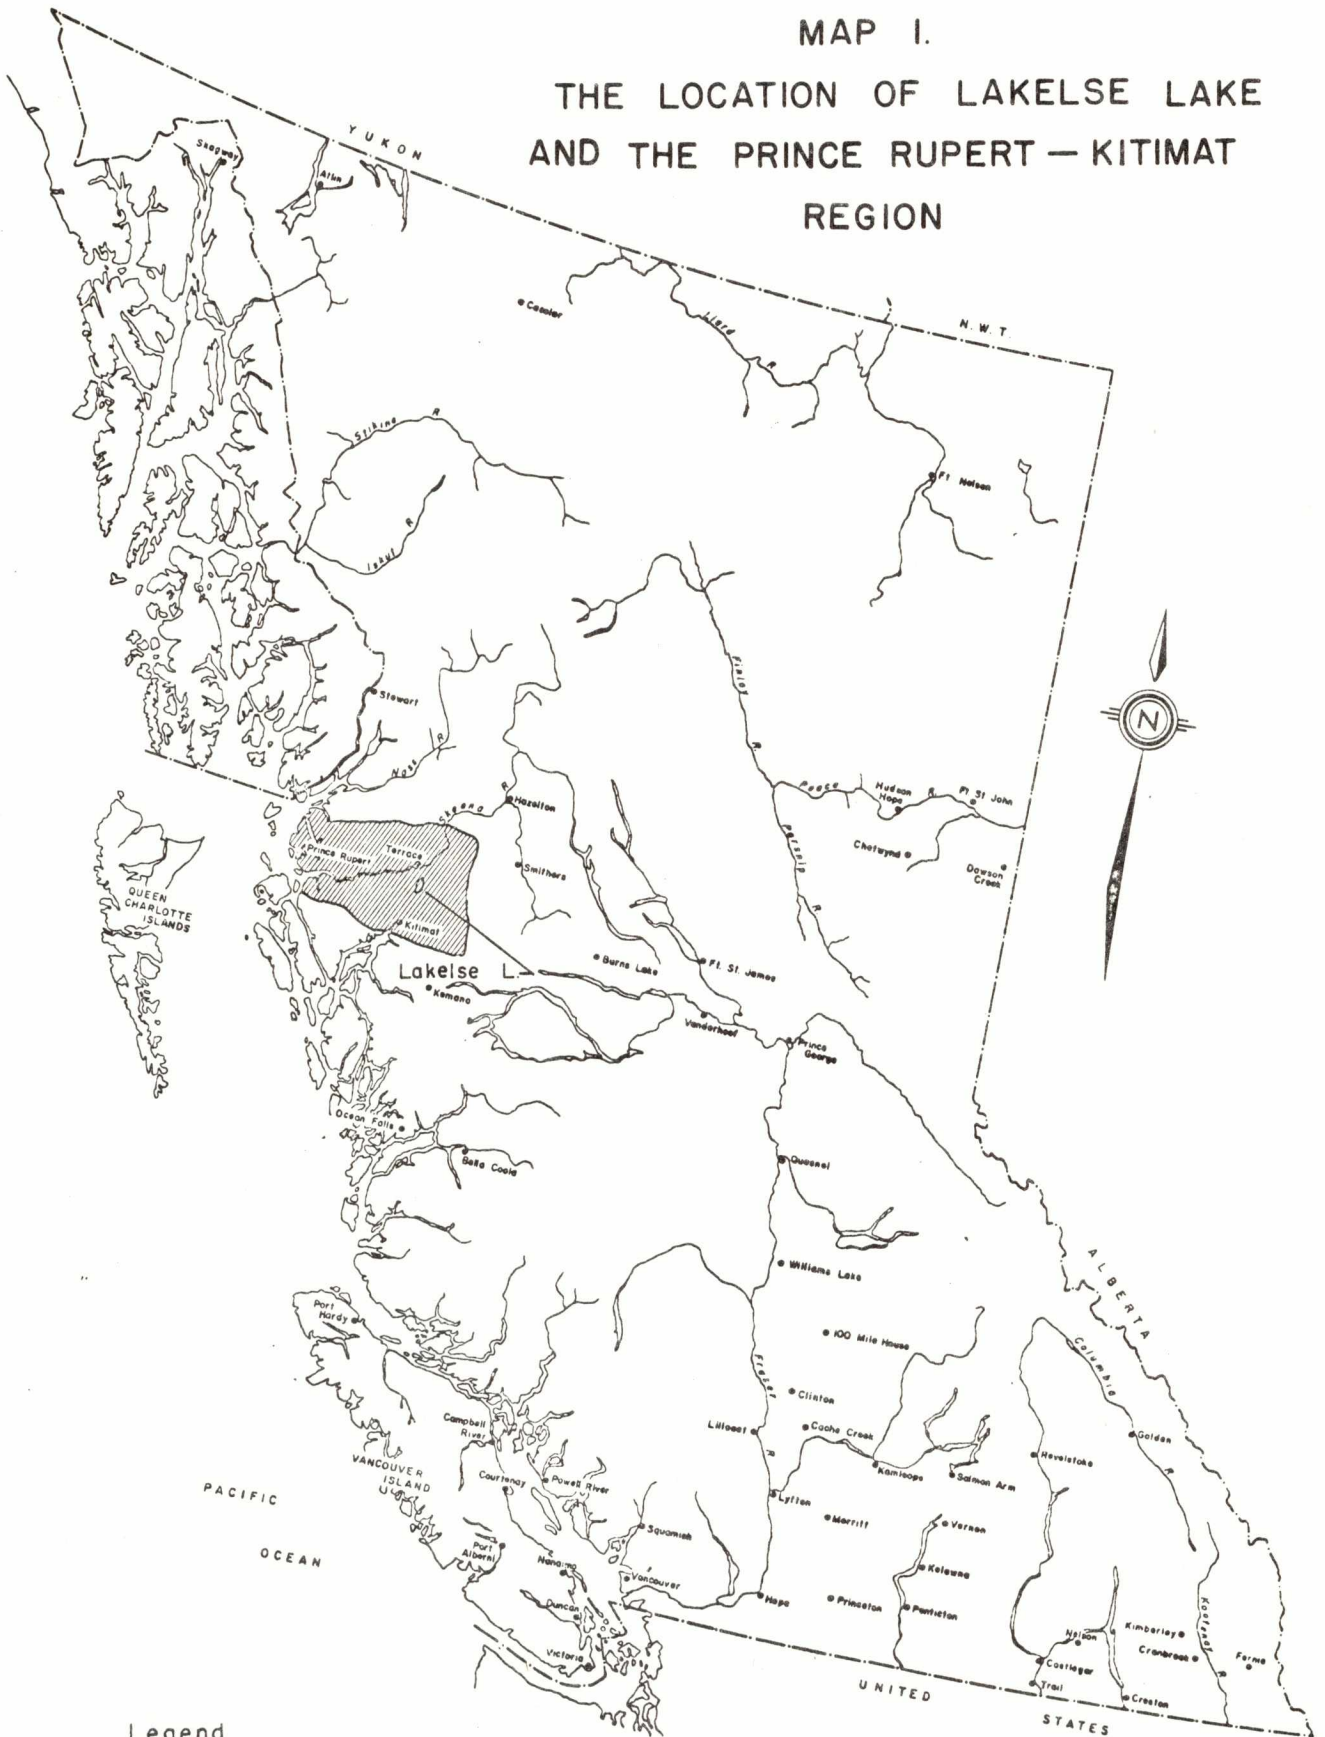 MAP I.
THE LOCATION OF LAKELSE LAKE
AND THE PRINCE RUPERT — KITIMAT
REGION
YUKON
Skagway
Atlin
Cassiar
Liard R
N. W. T.
Stikine R
Iskut R
Ft. Nelson
Finlay R
Stewart
Nass R
Skeena R
Hazelton
Peace R.
Hudson
Hope
Ft St John
Chetwynd
Dawson
Creek
Parsnip R
Prince Rupert
Terrace
Smithers
Kitimat
QUEEN
CHARLOTTE
ISLANDS
Lakelse L.
Burns Lake
Ft. St. James
Kemano
Vanderhoof
Prince
George
N
Ocean Falls
Bella Coola
Quesnel
Williams Lake
ALBERTA
Port
Hardy
100 Mile House
Columbia R
Fraser R
Clinton
Campbell
River
Lillooet
Cache Creek
Golden
VANCOUVER
ISLAND
Kamloops
Salmon Arm
Revelstoke
Courtenay
Powell River
PACIFIC
OCEAN
Lytton
Merritt
Vernon
Squamish
Port
Alberni
Nanaimo
Vancouver
Kelowna
Duncan
Hope
Princeton
Penticton
Kootenay R
Nelson
Kimberley
Cranbrook
Fernie
Victoria
Castlegar
Trail
Creston
UNITED
STATES
Legend